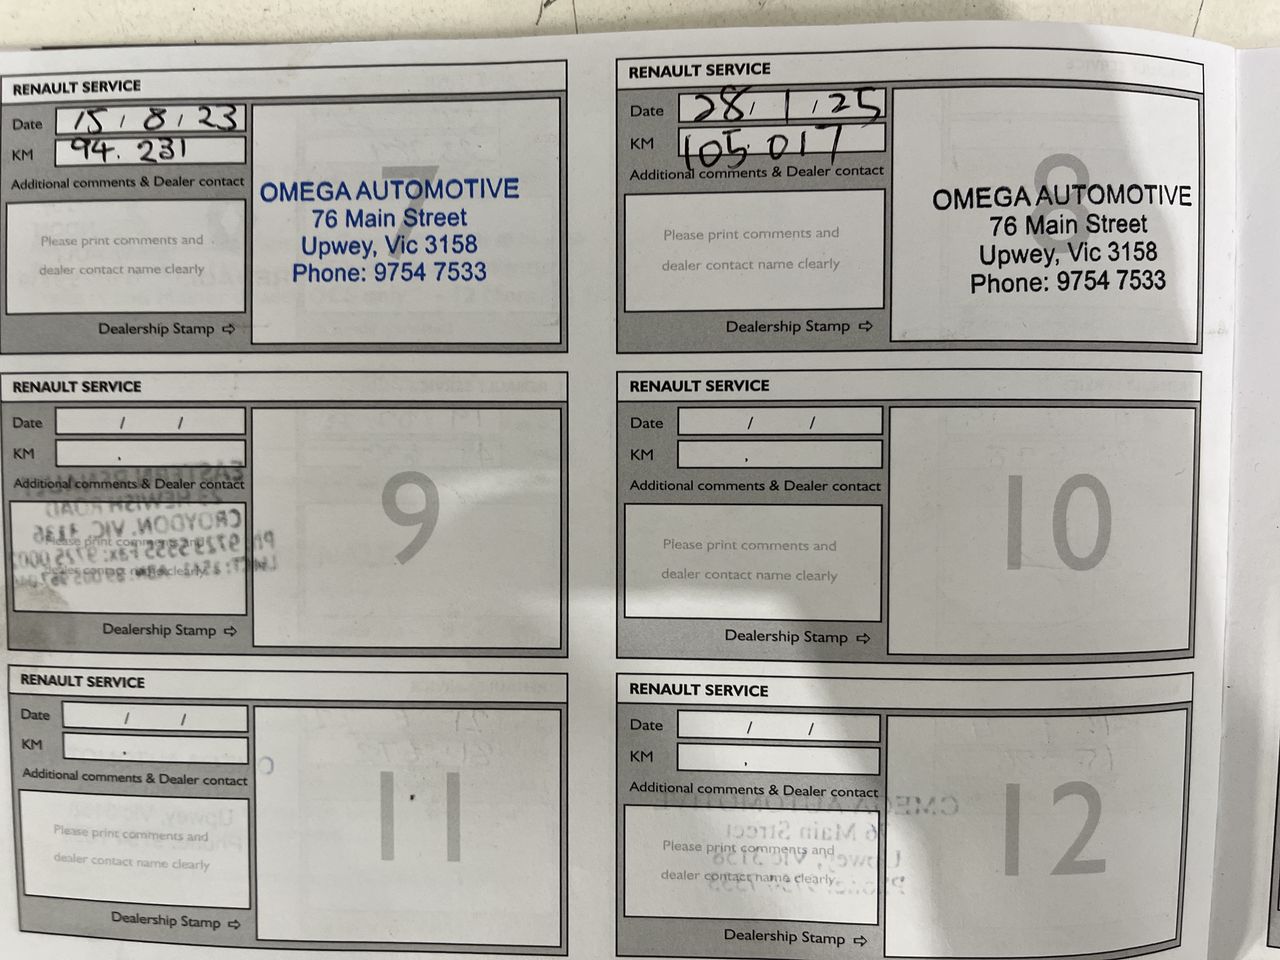 RENAULT SERVICE
Date 15 / 8 / 23
KM 94. 231
Additional comments & Dealer contact
Please print comments and
dealer contact name clearly
Dealership Stamp ⇨
7
OMEGA AUTOMOTIVE
76 Main Street
Upwey, Vic 3158
Phone: 9754 7533
RENAULT SERVICE
Date 28 / 1 / 25
KM 105. 017
Additional comments & Dealer contact
Please print comments and
dealer contact name clearly
Dealership Stamp ⇨
8
OMEGA AUTOMOTIVE
76 Main Street
Upwey, Vic 3158
Phone: 9754 7533
RENAULT SERVICE
Date / /
KM .
Additional comments & Dealer contact
Please print comments and
dealer contact name clearly
Dealership Stamp ⇨
9
RENAULT SERVICE
Date / /
KM .
Additional comments & Dealer contact
Please print comments and
dealer contact name clearly
Dealership Stamp ⇨
10
RENAULT SERVICE
Date / /
KM .
Additional comments & Dealer contact
Please print comments and
dealer contact name clearly
Dealership Stamp ⇨
11
RENAULT SERVICE
Date / /
KM .
Additional comments & Dealer contact
Please print comments and
dealer contact name clearly
Dealership Stamp ⇨
12